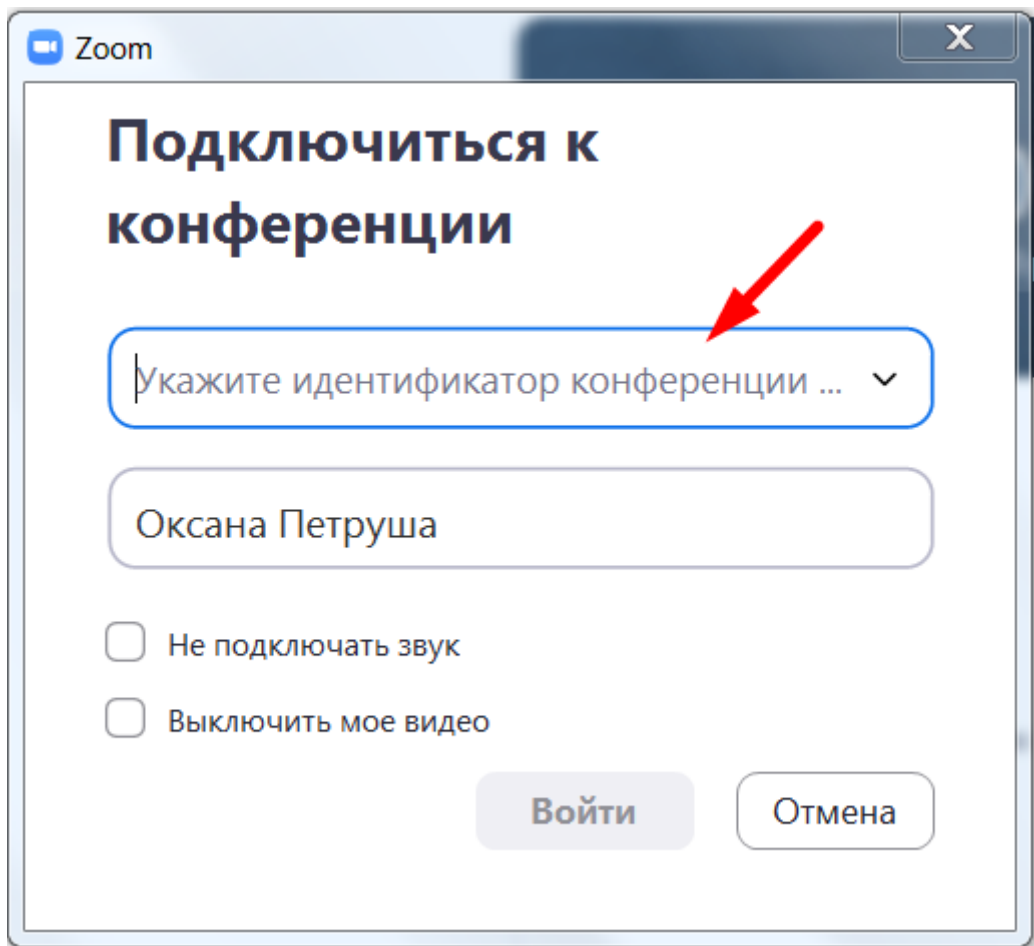 Zoom
Подключиться к
конференции
Укажите идентификатор конференции ...
Оксана Петруша
Не подключать звук
Выключить мое видео
Войти
Отмена